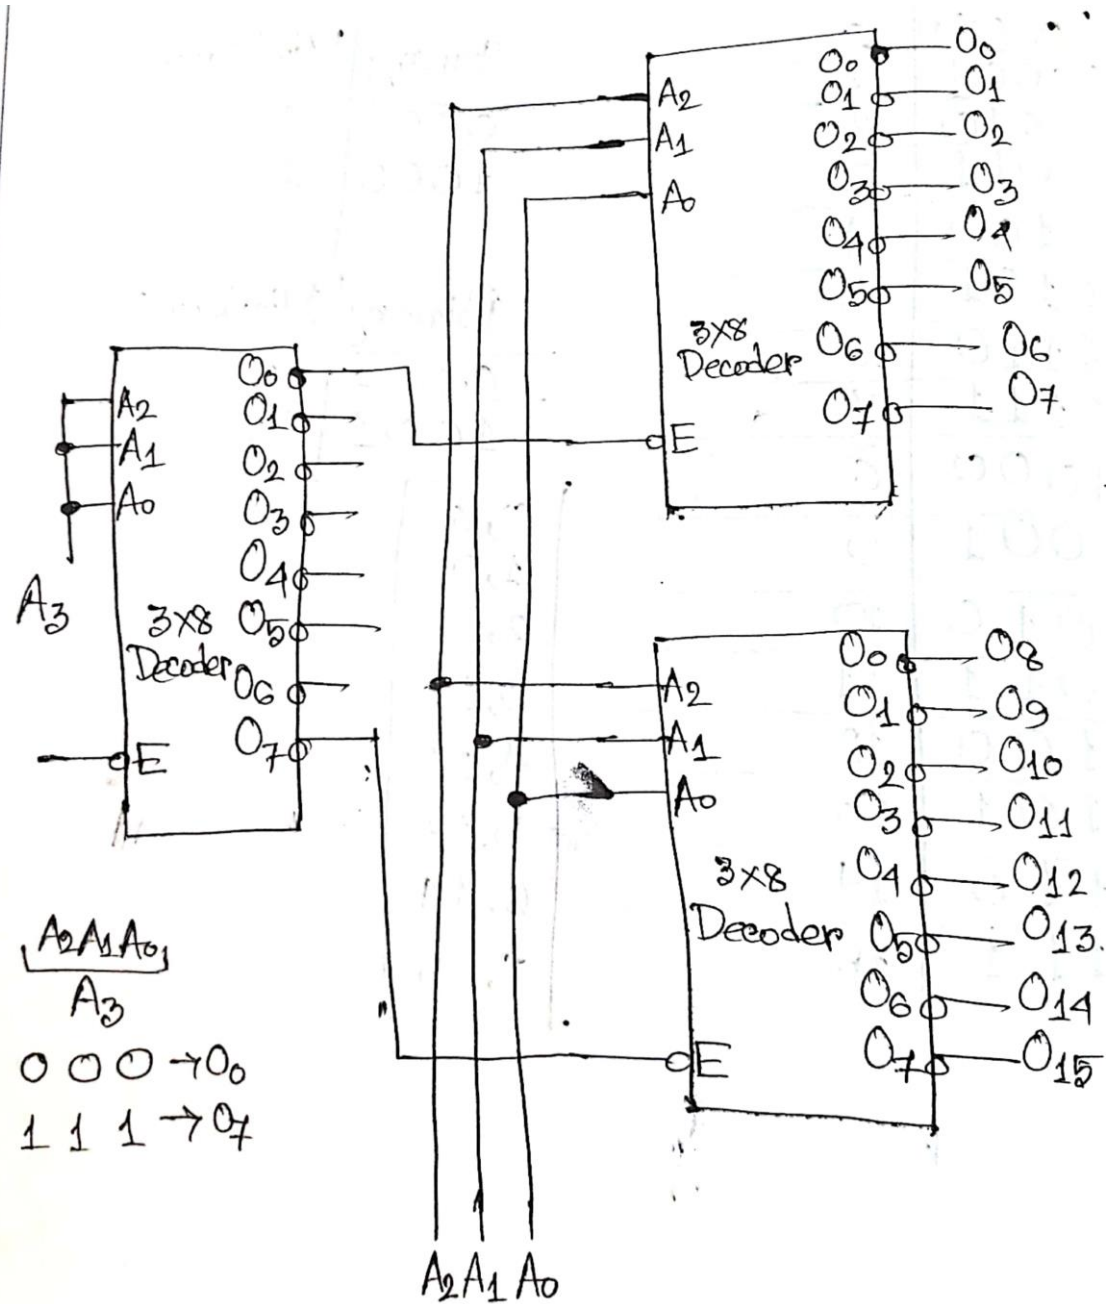 O0 O0
A2 O1 O1
A1 O2 O2
A0 O3 O3
O4 O4
O5 O5
3x8 O6 O6
Decoder O7 O7
E
O0
A2 O1
A1 O2
A0 O3
O4
A3 3x8 O5
Decoder O6
E O7
O0 O8
A2 O1 O9
A1 O2 O10
A0 O3 O11
3x8 O4 O12
Decoder O5 O13
O6 O14
E O7 O15
A2A1A0
A3
0 0 0 → O0
1 1 1 → O7
A2 A1 A0